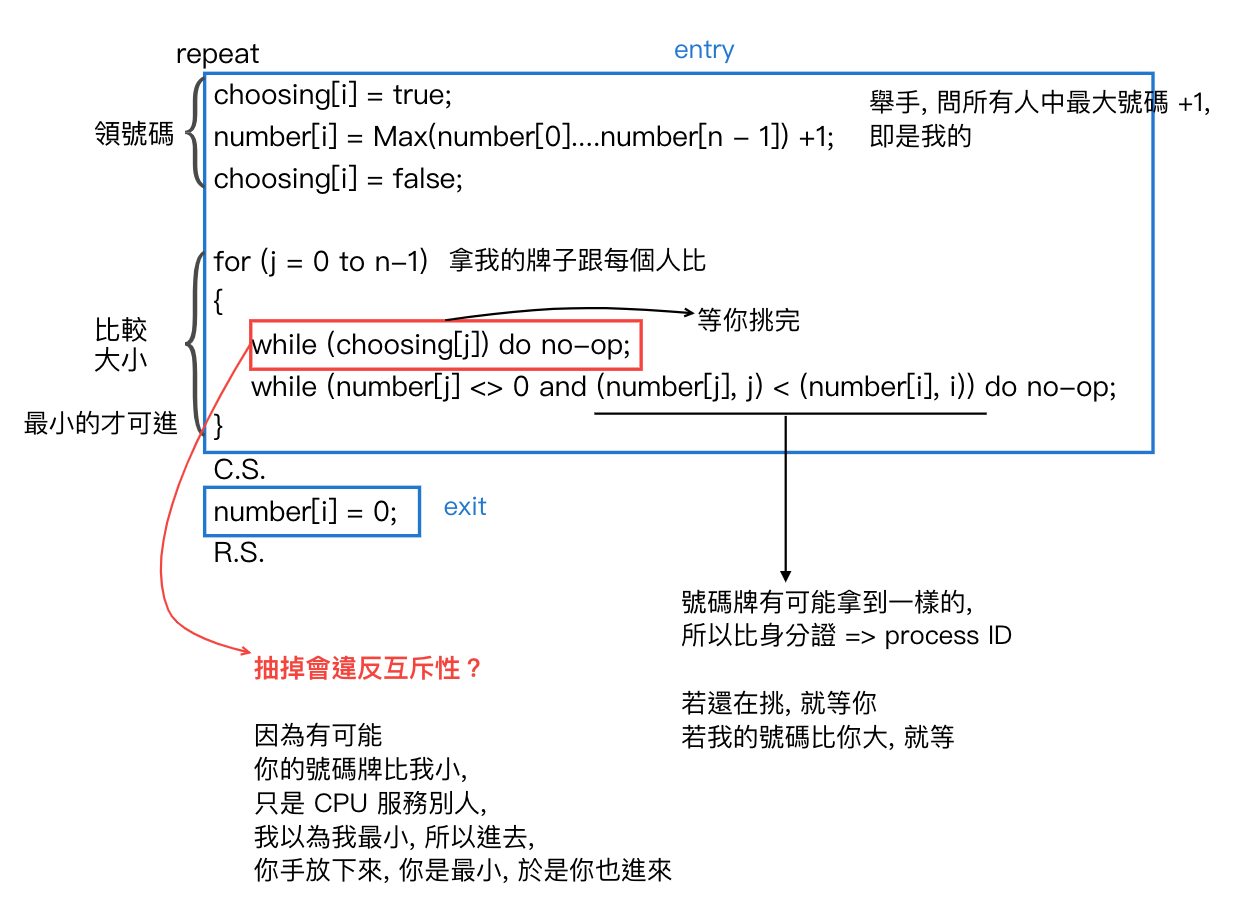 repeat
entry
choosing[i] = true;
舉手, 問所有人中最大號碼 +1,
領號碼
number[i] = Max(number[0]....number[n - 1]) +1;
即是我的
choosing[i] = false;
for (j = 0 to n-1)
拿我的牌子跟每個人比
{
比較
大小
等你挑完
while (choosing[j]) do no-op;
while (number[j] <> 0 and (number[j], j) < (number[i], i)) do no-op;
最小的才可進
}
C.S.
number[i] = 0;
exit
R.S.
號碼牌有可能拿到一樣的,
所以比身分證 => process ID
若還在挑, 就等你
若我的號碼比你大, 就等
抽掉會違反互斥性？
因為有可能
你的號碼牌比我小,
只是 CPU 服務別人,
我以為我最小, 所以進去,
你手放下來, 你是最小, 於是你也進來